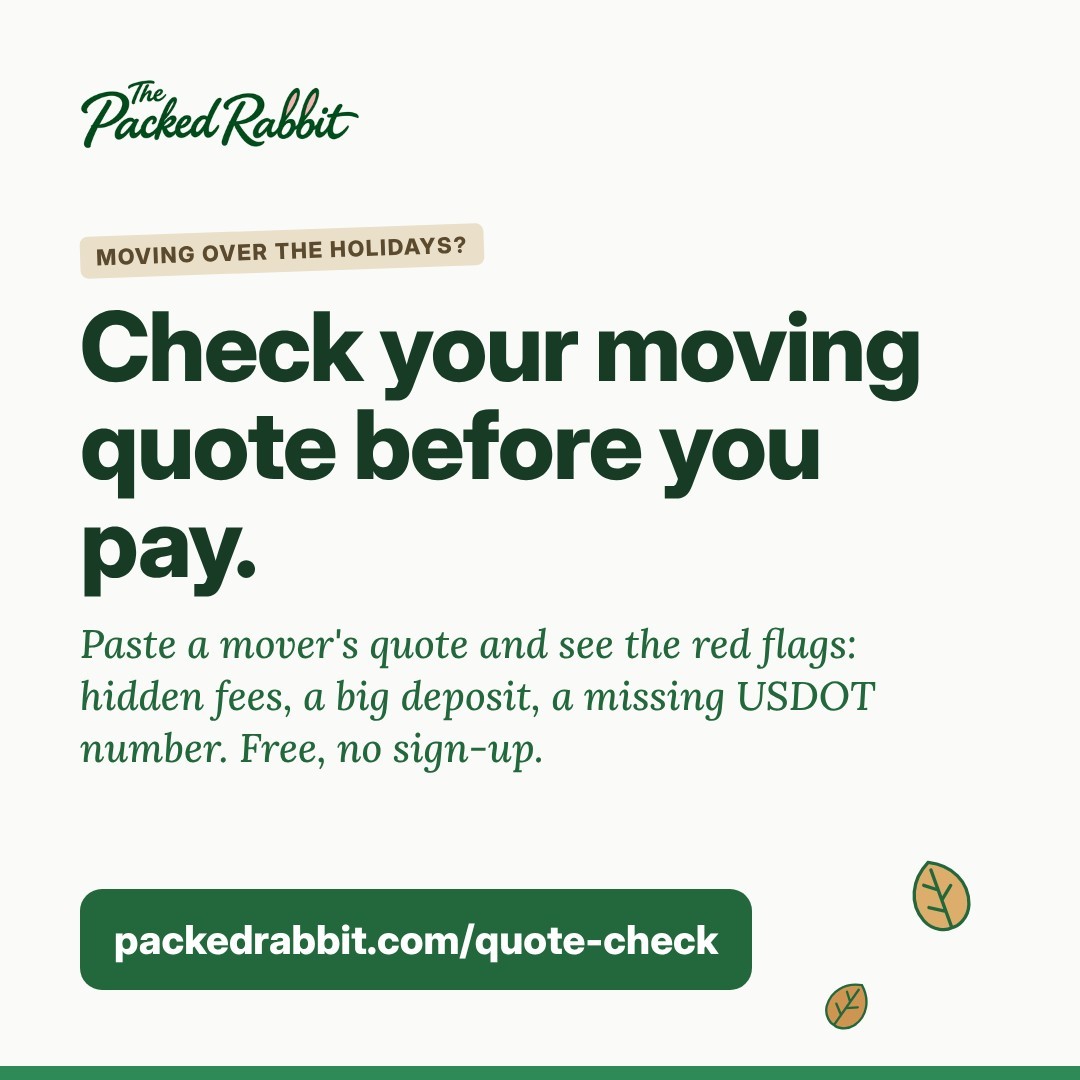 The
Packed Rabbit
MOVING OVER THE HOLIDAYS?
Check your moving
quote before you
pay.
Paste a mover's quote and see the red flags:
hidden fees, a big deposit, a missing USDOT
number. Free, no sign-up.
packedrabbit.com/quote-check